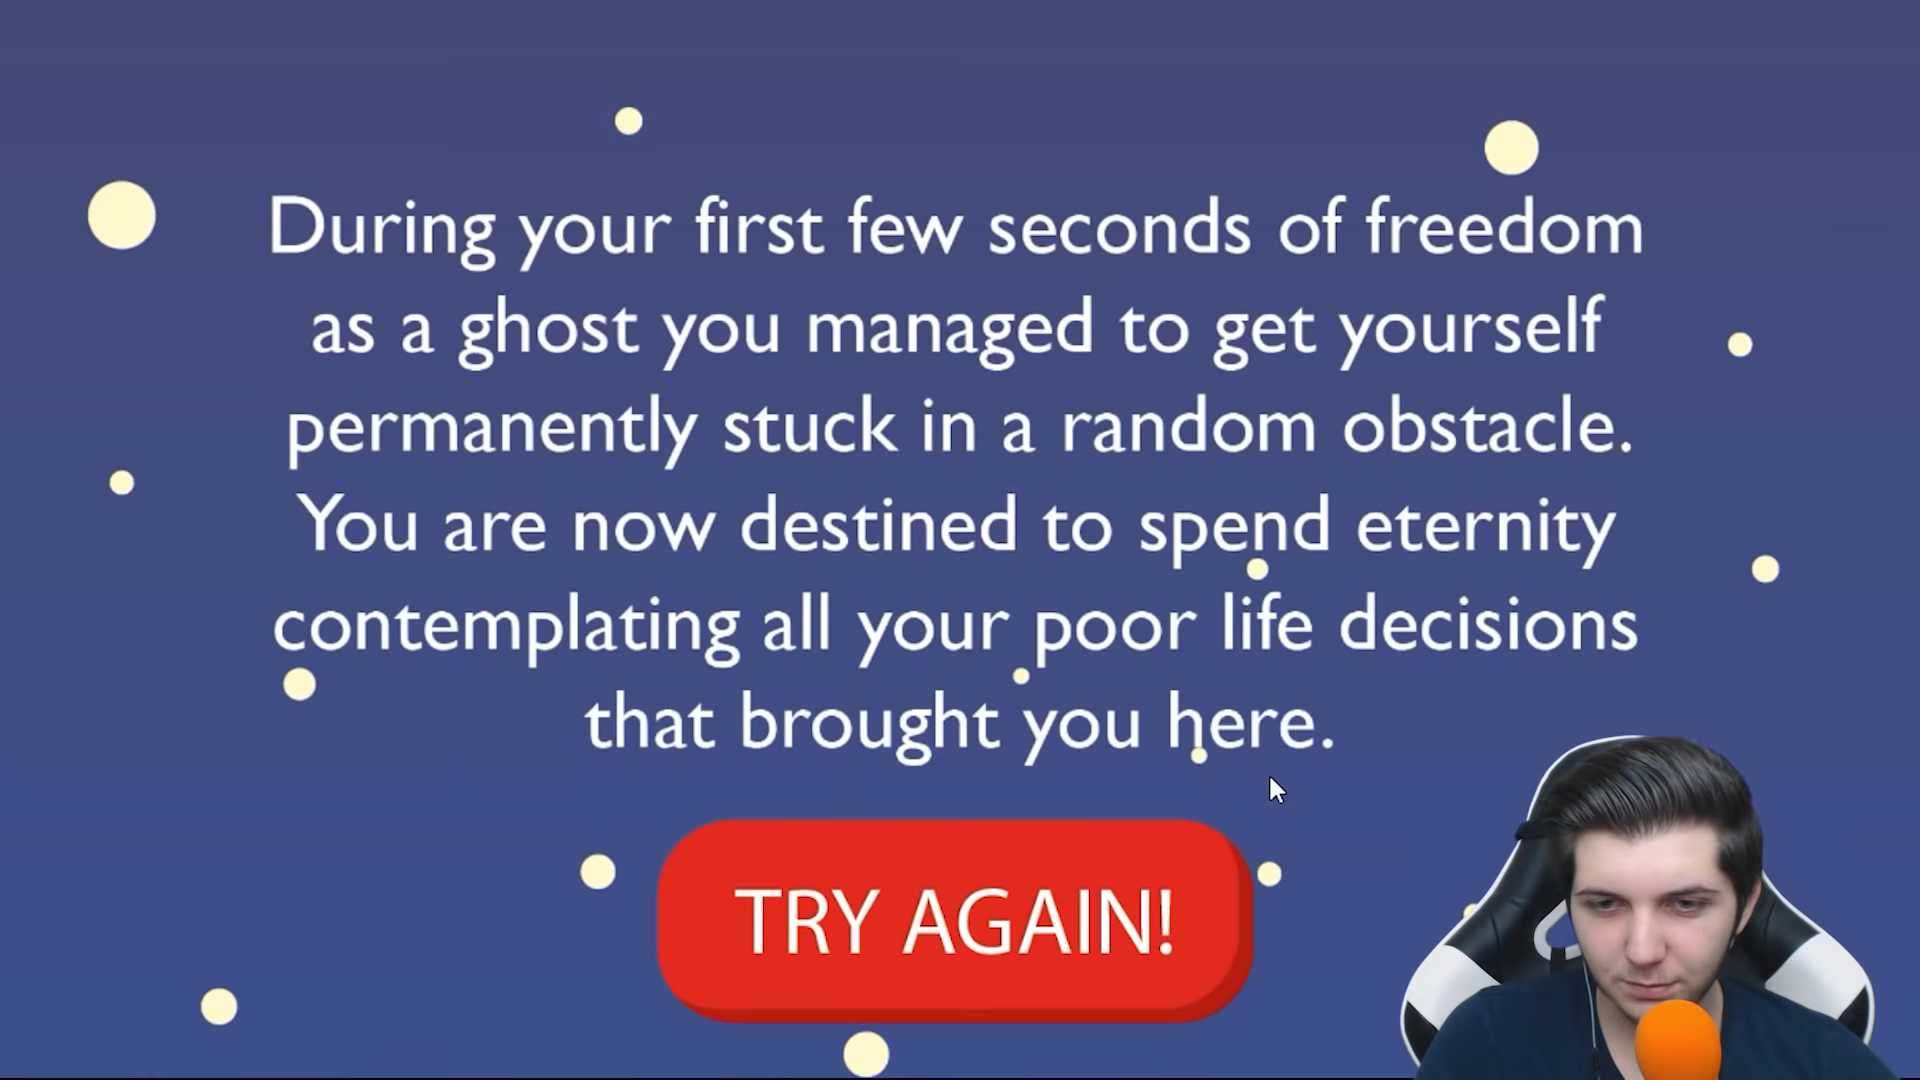 During your first few seconds of freedom
as a ghost you managed to get yourself
permanently stuck in a random obstacle.
You are now destined to spend eternity
contemplating all your poor life decisions
that brought you here.
TRY AGAIN!